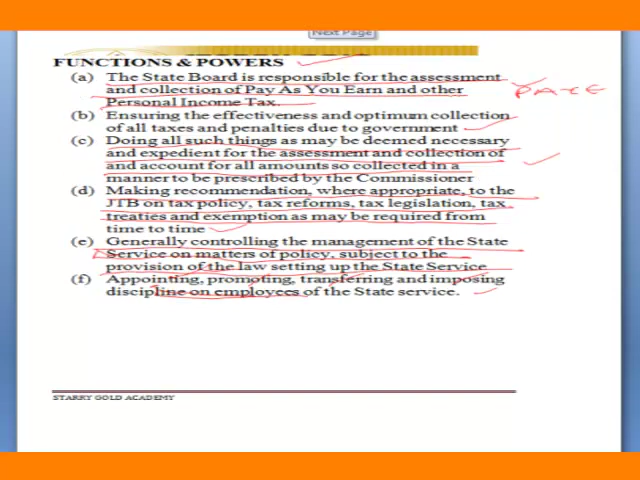 Next Page
FUNCTIONS & POWERS
(a) The State Board is responsible for the assessment
and collection of Pay As You Earn and other
Personal Income Tax.
PAYE
(b) Ensuring the effectiveness and optimum collection
of all taxes and penalties due to government
(c) Doing all such things as may be deemed necessary
and expedient for the assessment and collection of
and account for all amounts so collected in a
manner to be prescribed by the Commissioner
(d) Making recommendation, where appropriate, to the
JTB on tax policy, tax reforms, tax legislation, tax
treaties and exemption as may be required from
time to time
(e) Generally controlling the management of the State
Service on matters of policy, subject to the
provision of the law setting up the State Service
(f) Appointing, promoting, transferring and imposing
discipline on employees of the State service.
STARRY GOLD ACADEMY